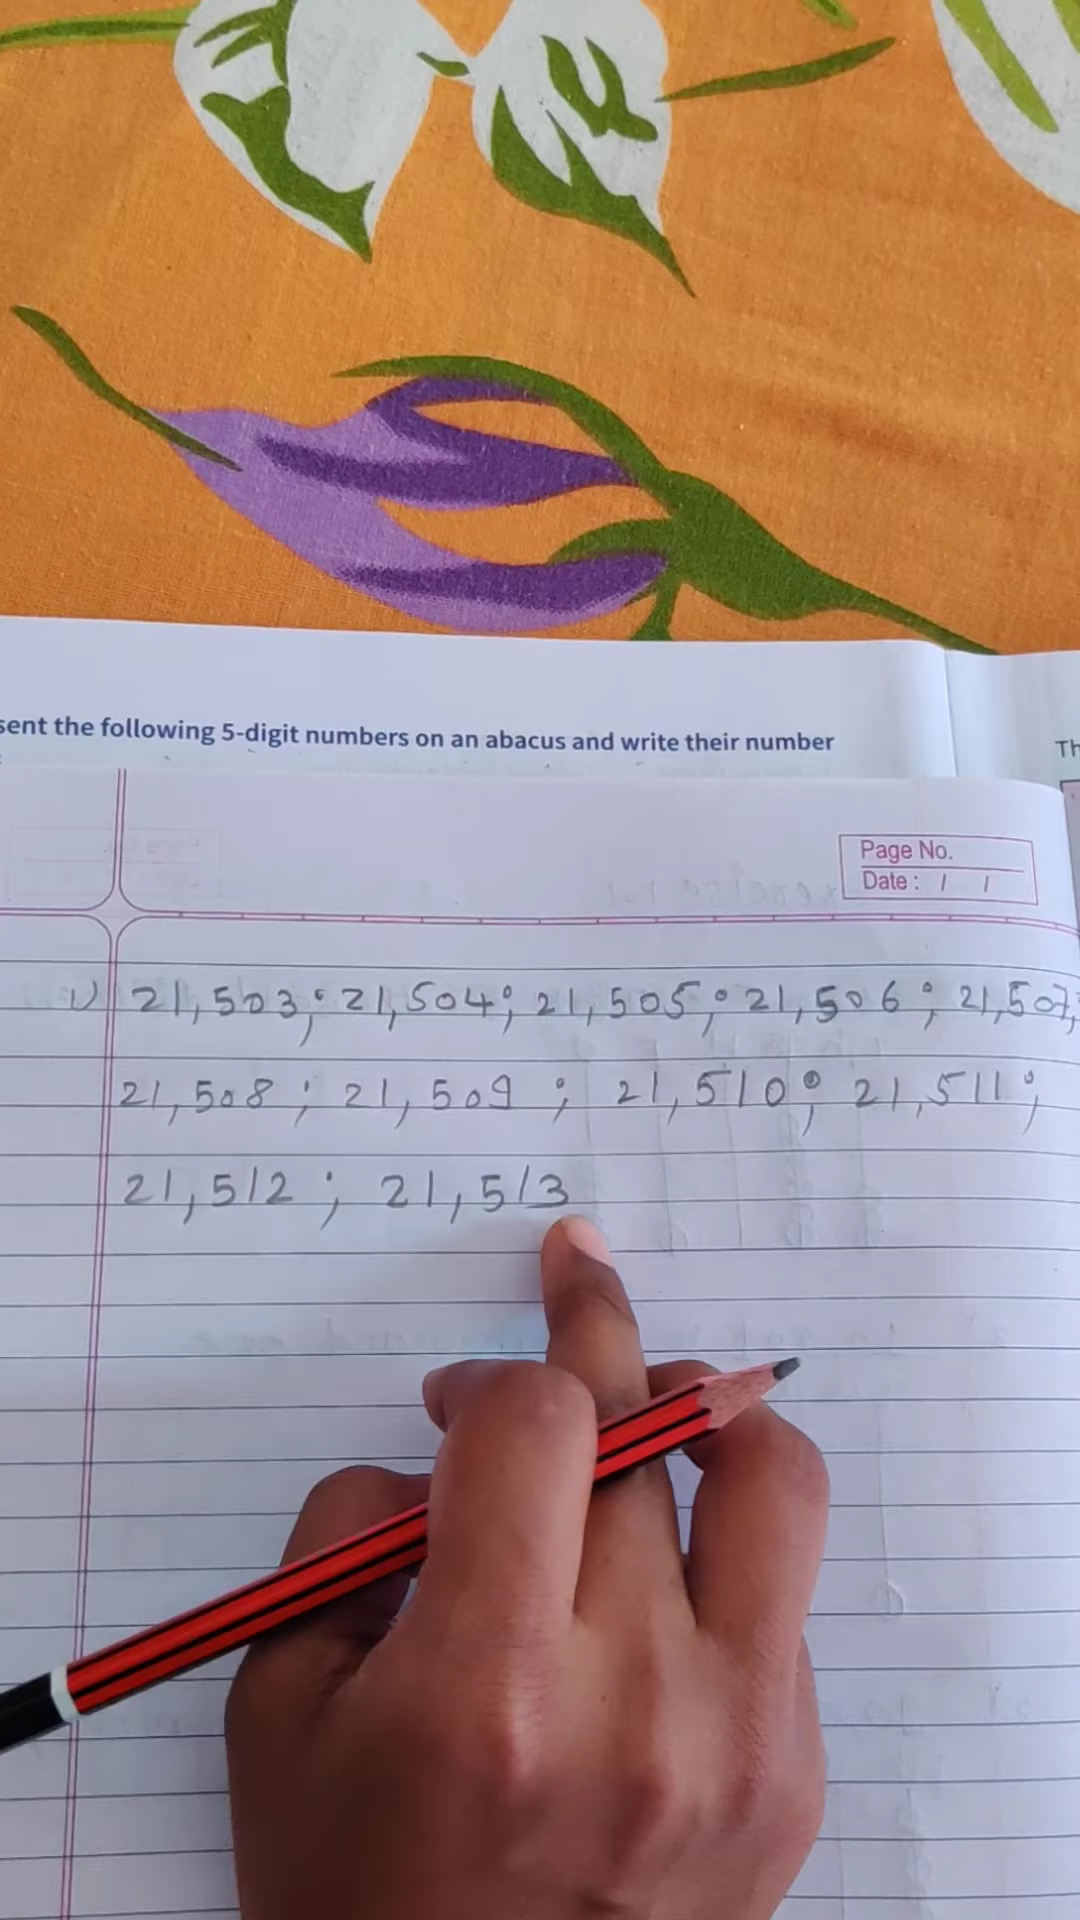 sent the following 5-digit numbers on an abacus and write their number
Th
Page No.
Date : / /
1) 21,503; 21,504; 21,505; 21,506; 21,507;
21,508; 21,509; 21,510; 21,511;
21,512; 21,513